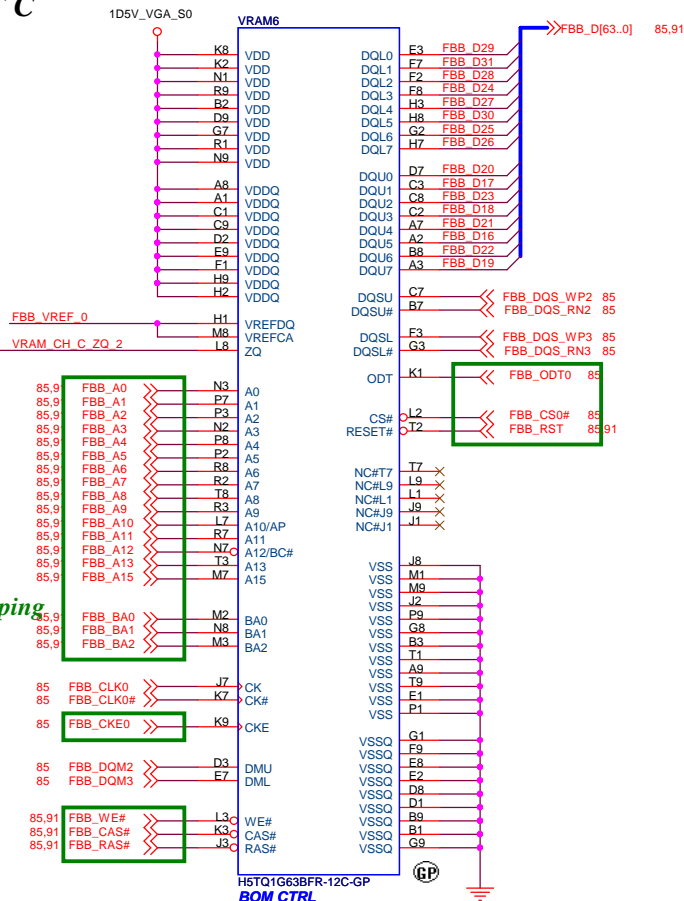 C
1D5V_VGA_S0
VRAM6
FBB_D[63..0] 85,91
K8 VDD
K2 VDD
N1 VDD
R9 VDD
B2 VDD
D9 VDD
G7 VDD
R1 VDD
N9 VDD
A8 VDDQ
A1 VDDQ
C1 VDDQ
C9 VDDQ
D2 VDDQ
E9 VDDQ
F1 VDDQ
H9 VDDQ
H2 VDDQ
FBB_VREF_0 H1 VREFDQ
M8 VREFCA
VRAM_CH_C_ZQ_2 L8 ZQ
85,9 FBB_A0 N3 A0
85,9 FBB_A1 P7 A1
85,9 FBB_A2 P3 A2
85,9 FBB_A3 N2 A3
85,9 FBB_A4 P8 A4
85,9 FBB_A5 P2 A5
85,9 FBB_A6 R8 A6
85,9 FBB_A7 R2 A7
85,9 FBB_A8 T8 A8
85,9 FBB_A9 R3 A9
85,9 FBB_A10 L7 A10/AP
85,9 FBB_A11 R7 A11
85,9 FBB_A12 N7 A12/BC#
85,9 FBB_A13 T3 A13
85,9 FBB_A15 M7 A15
ping
85,9 FBB_BA0 M2 BA0
85,9 FBB_BA1 N8 BA1
85,9 FBB_BA2 M3 BA2
85 FBB_CLK0 J7 CK
85 FBB_CLK0# K7 CK#
85 FBB_CKE0 K9 CKE
85 FBB_DQM2 D3 DMU
85 FBB_DQM3 E7 DML
85,91 FBB_WE# L3 WE#
85,91 FBB_CAS# K3 CAS#
85,91 FBB_RAS# J3 RAS#
DQL0 E3 FBB_D29
DQL1 F7 FBB_D31
DQL2 F2 FBB_D28
DQL3 F8 FBB_D24
DQL4 H3 FBB_D27
DQL5 H8 FBB_D30
DQL6 G2 FBB_D25
DQL7 H7 FBB_D26
DQU0 D7 FBB_D20
DQU1 C3 FBB_D17
DQU2 C8 FBB_D23
DQU3 C2 FBB_D18
DQU4 A7 FBB_D21
DQU5 A2 FBB_D16
DQU6 B8 FBB_D22
DQU7 A3 FBB_D19
DQSU C7 FBB_DQS_WP2 85
DQSU# B7 FBB_DQS_RN2 85
DQSL F3 FBB_DQS_WP3 85
DQSL# G3 FBB_DQS_RN3 85
ODT K1 FBB_ODT0 85
CS# L2 FBB_CS0# 85
RESET# T2 FBB_RST 85,91
NC#T7 T7
NC#L9 L9
NC#L1 L1
NC#J9 J9
NC#J1 J1
VSS J8
VSS M1
VSS M9
VSS J2
VSS P9
VSS G8
VSS B3
VSS T1
VSS A9
VSS T9
VSS E1
VSS P1
VSSQ G1
VSSQ F9
VSSQ E8
VSSQ E2
VSSQ D8
VSSQ D1
VSSQ B9
VSSQ B1
VSSQ G9
GP
H5TQ1G63BFR-12C-GP
BOM CTRL